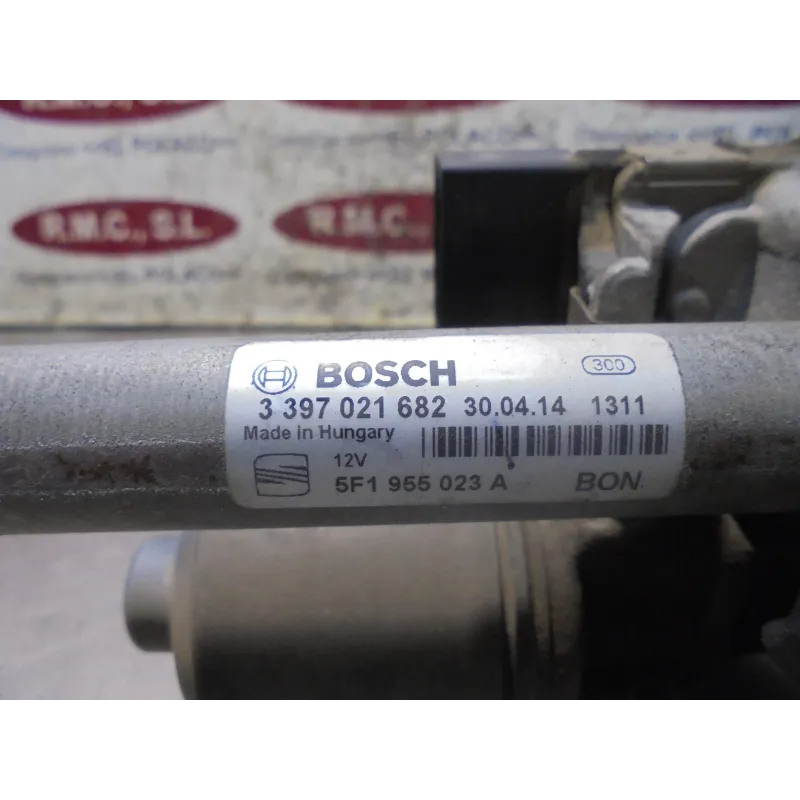 R.M.C., S.L.
R.M.C.,
BOSCH
300
3 397 021 682 30.04.14 1311
Made in Hungary
12V
5F1 955 023 A BON